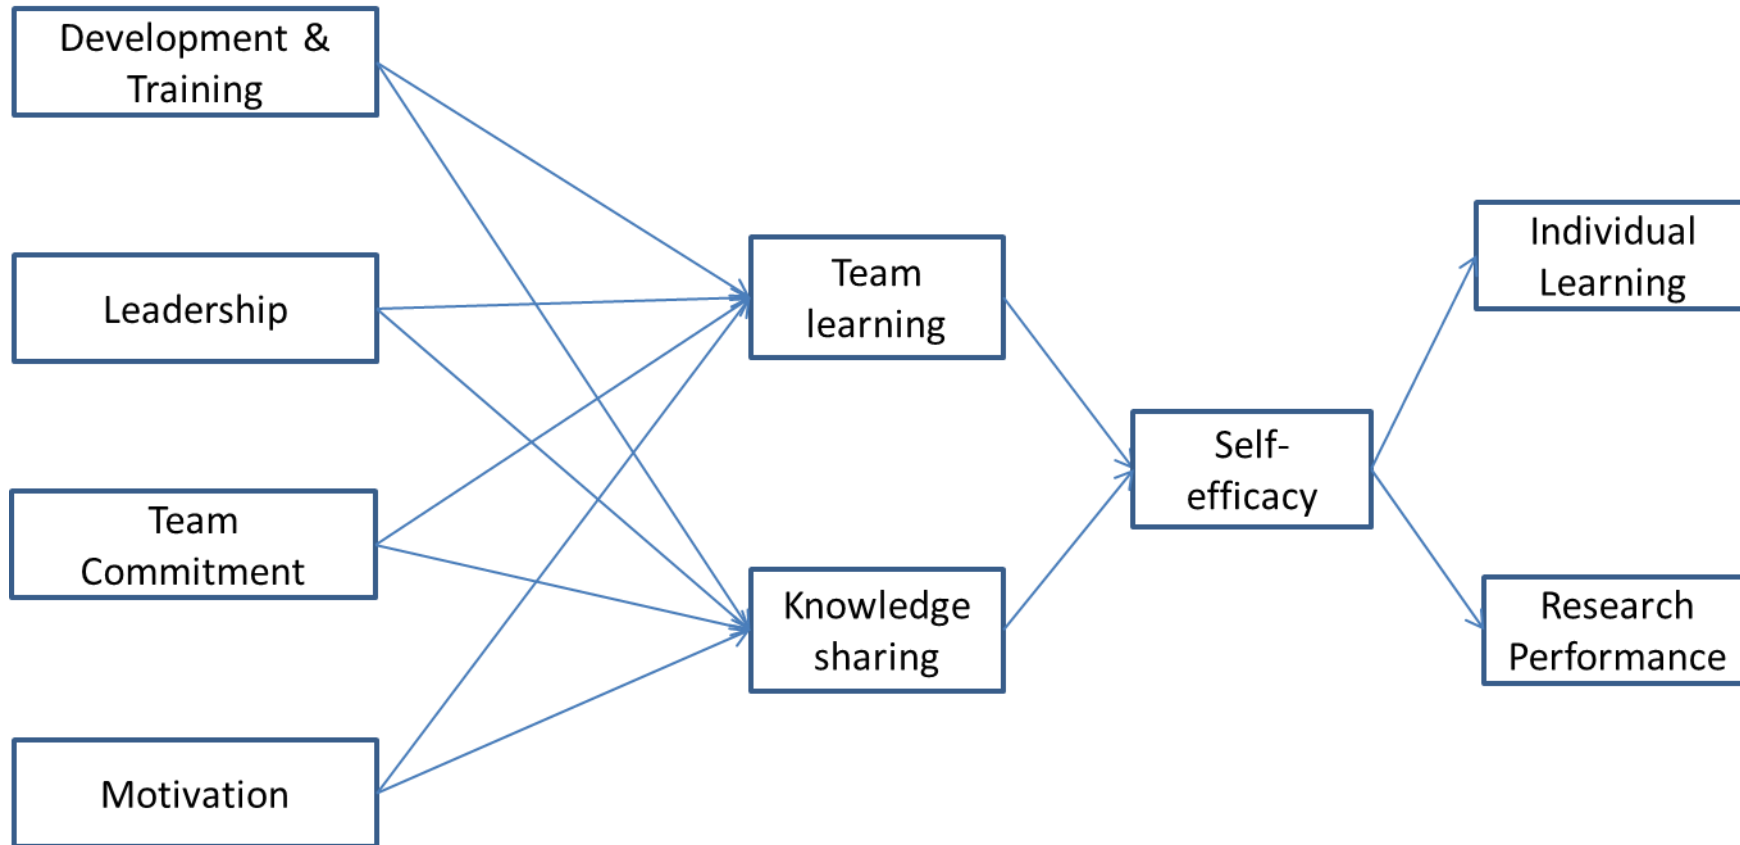 Development &
Training
Leadership
Team
Commitment
Motivation
Team
learning
Knowledge
sharing
Self-
efficacy
Individual
Learning
Research
Performance